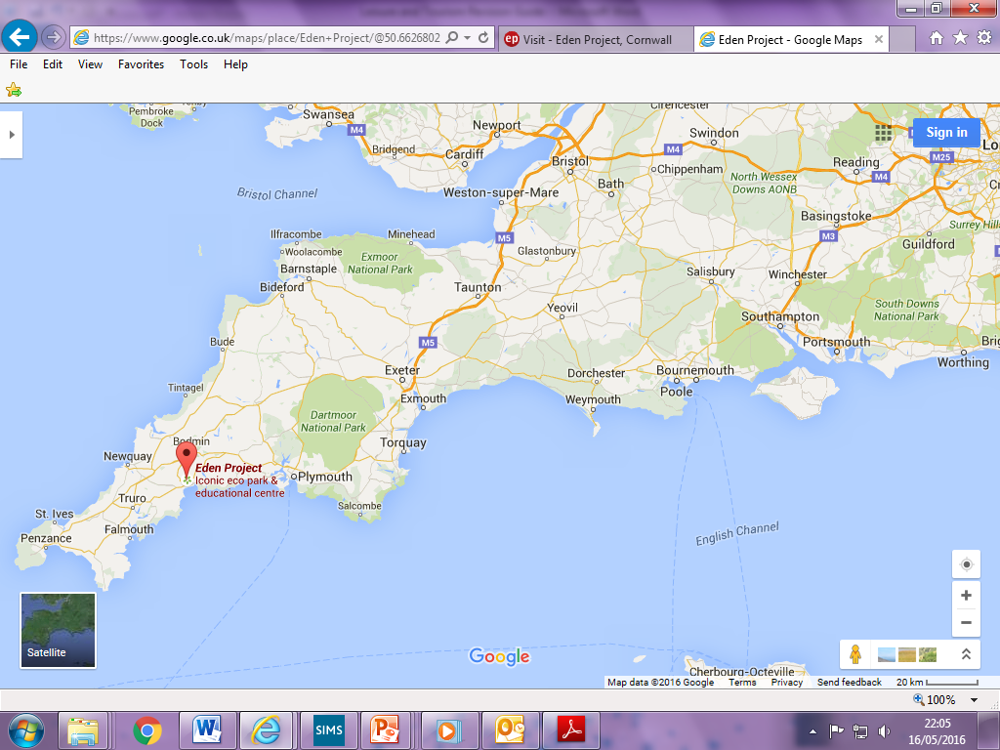 https://www.google.co.uk/maps/place/Eden+Project/@50.6626802
Visit - Eden Project, Cornwall
Eden Project - Google Maps
File Edit View Favorites Tools Help
Sign in
Pembroke Dock
Swansea
M4
Bridgend
Newport
Cardiff
Bristol
Cirencester
Swindon
M4
Chippenham
Bath
Reading
M4
M25
North Wessex
Downs AONB
Bristol Channel
Weston-super-Mare
Basingstoke
M3
Guildford
Surrey Hill
Ilfracombe
Minehead
M5
Glastonbury
Woolacombe
Exmoor
National Park
Barnstaple
Bideford
Taunton
Salisbury
Winchester
Yeovil
South Downs
National Park
Southampton
Portsmouth
Worthing
Bude
M5
Exeter
Dorchester
Bournemouth
Poole
Tintagel
Exmouth
Weymouth
Dartmoor
National Park
Bodmin
Torquay
Newquay
Eden Project
Iconic eco park &
educational centre
Plymouth
Truro
Salcombe
St. Ives
Falmouth
Penzance
English Channel
Satellite
Google
Cherbourg-Octeville
Map data ©2016 Google Terms Privacy Send feedback 20 km
100%
SIMS
22:05
16/05/2016